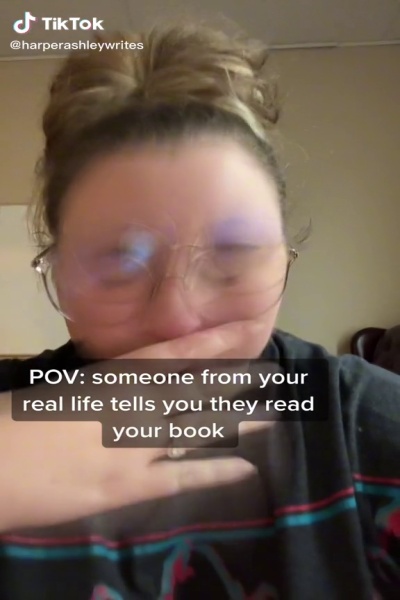 TikTok
@harperashleywrites
POV: someone from your
real life tells you they read
your book